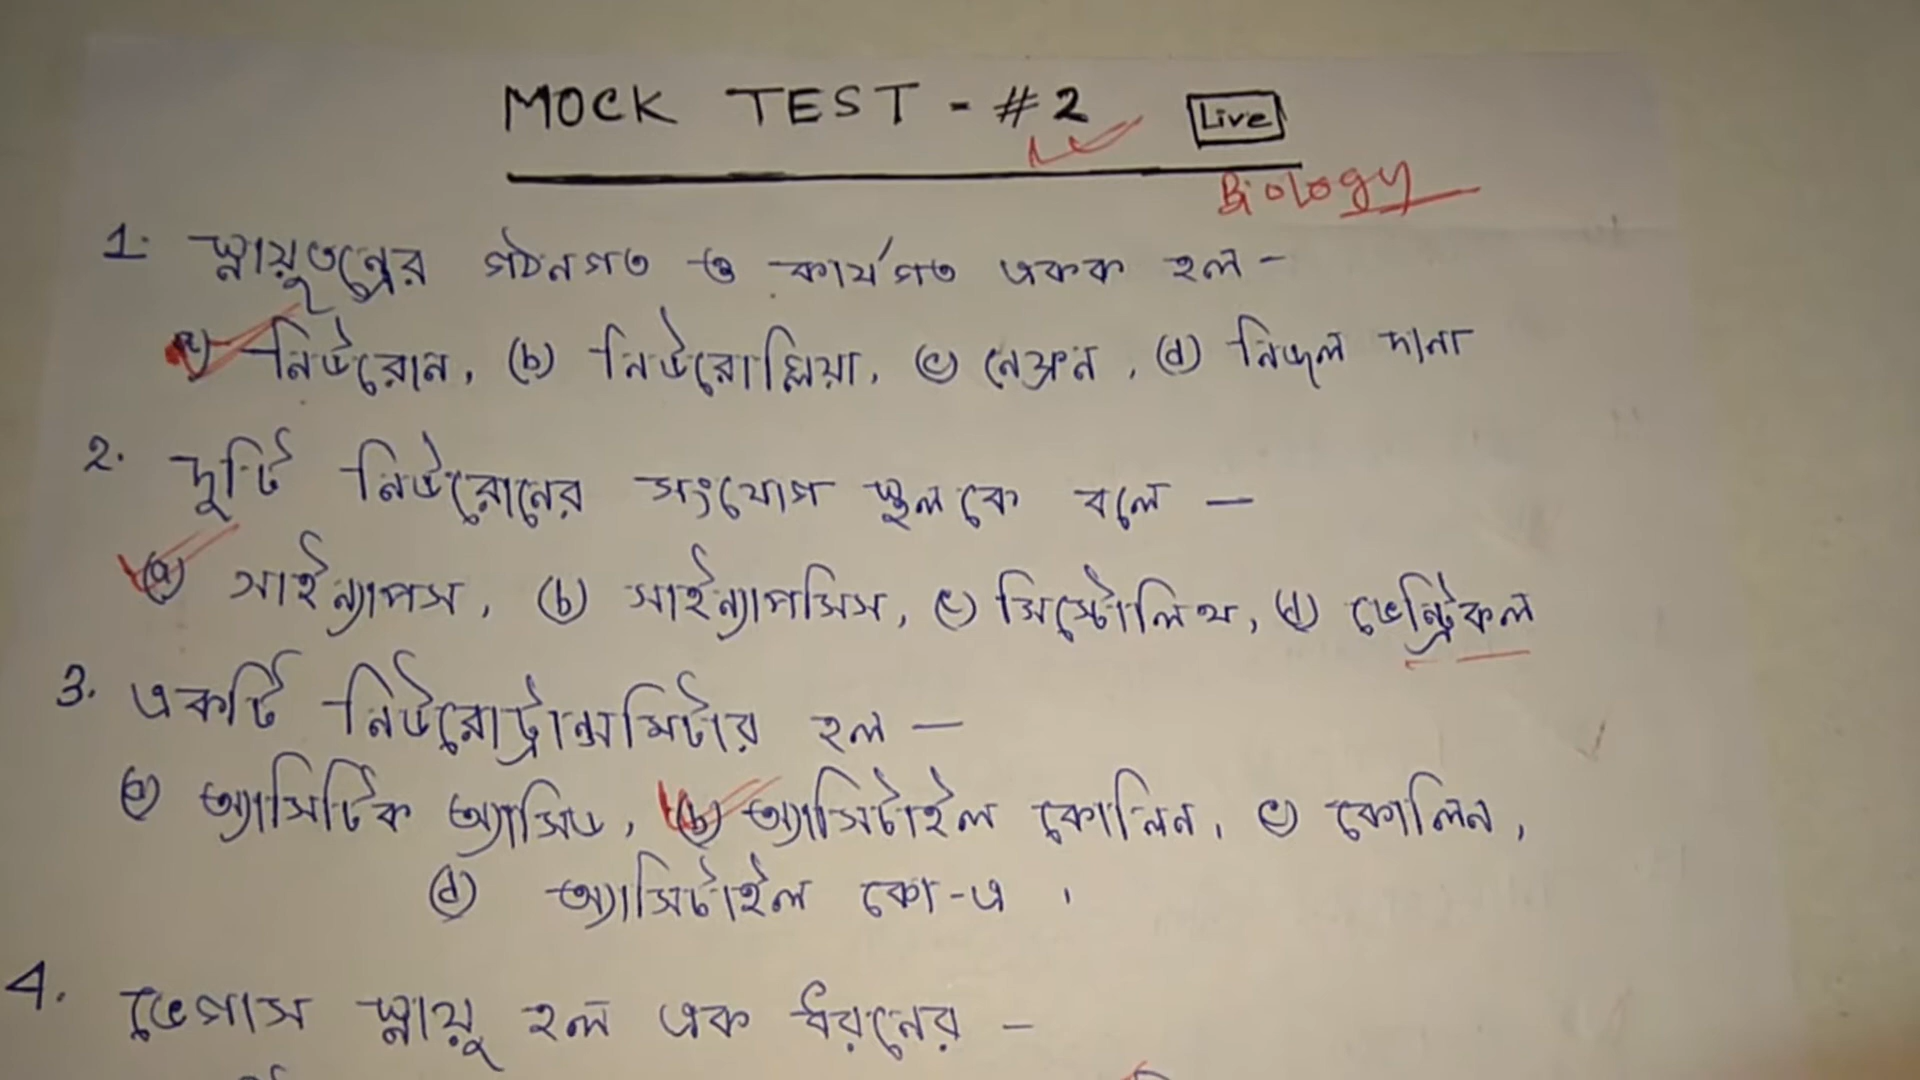 MOCK TEST - #2 Live
Biology
1. স্নায়ুতন্ত্রের গঠনগত ও কার্যগত একক হল -
a) নিউরোন, (b) নিউরোগ্লিয়া, (c) নেফ্রন, (d) নিজল দানা
2. দুটি নিউরোনের সংযোগ স্থলকে বলে —
(a) সাইন্যাপস, (b) সাইন্যাপসিস, (c) সিস্টোলিথ, (d) ভেন্ট্রিকল
3. একটি নিউরোট্রান্সমিটার হল —
(a) অ্যাসিটিক অ্যাসিড, (b) অ্যাসিটাইল কোলিন, (c) কোলিন,
(d) অ্যাসিটাইল কো-এ ।
4. ভেগাস স্নায়ু হল এক ধরনের -